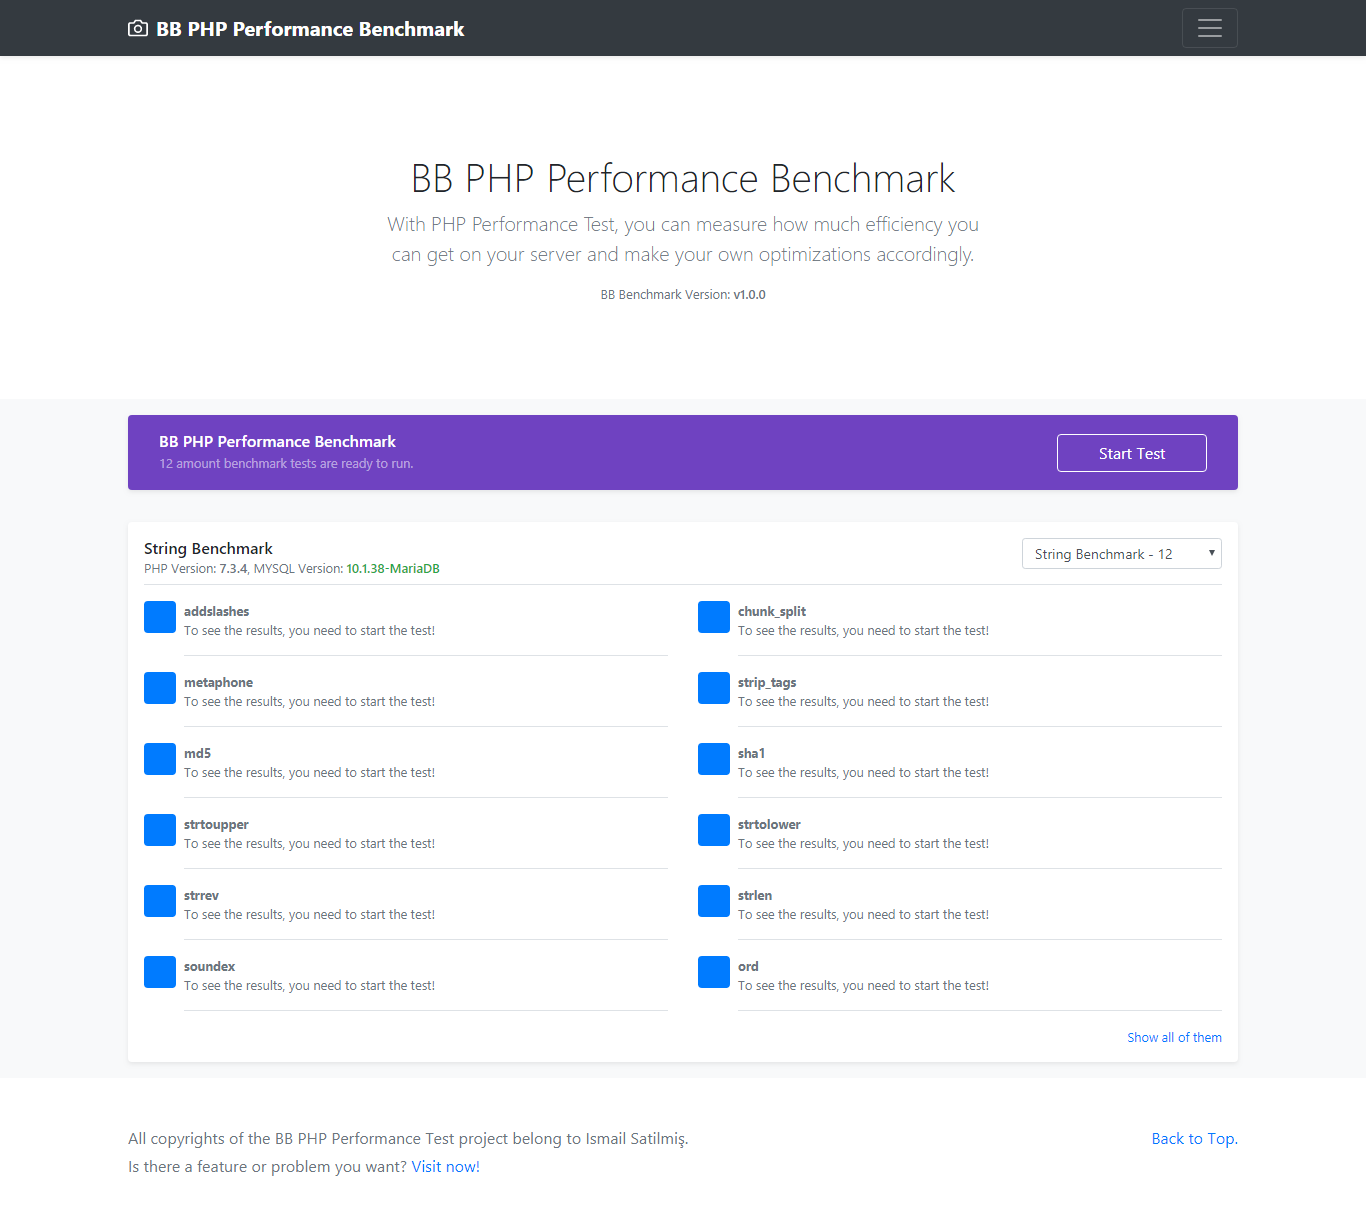 BB PHP Performance Benchmark
BB PHP Performance Benchmark
With PHP Performance Test, you can measure how much efficiency you
can get on your server and make your own optimizations accordingly.
BB Benchmark Version: v1.0.0
BB PHP Performance Benchmark
12 amount benchmark tests are ready to run.
Start Test
String Benchmark
PHP Version: 7.3.4, MYSQL Version: 10.1.38-MariaDB
String Benchmark - 12
addslashes
To see the results, you need to start the test!
chunk_split
To see the results, you need to start the test!
metaphone
To see the results, you need to start the test!
strip_tags
To see the results, you need to start the test!
md5
To see the results, you need to start the test!
sha1
To see the results, you need to start the test!
strtoupper
To see the results, you need to start the test!
strtolower
To see the results, you need to start the test!
strrev
To see the results, you need to start the test!
strlen
To see the results, you need to start the test!
soundex
To see the results, you need to start the test!
ord
To see the results, you need to start the test!
Show all of them
All copyrights of the BB PHP Performance Test project belong to Ismail Satilmiş.
Is there a feature or problem you want? Visit now!
Back to Top.